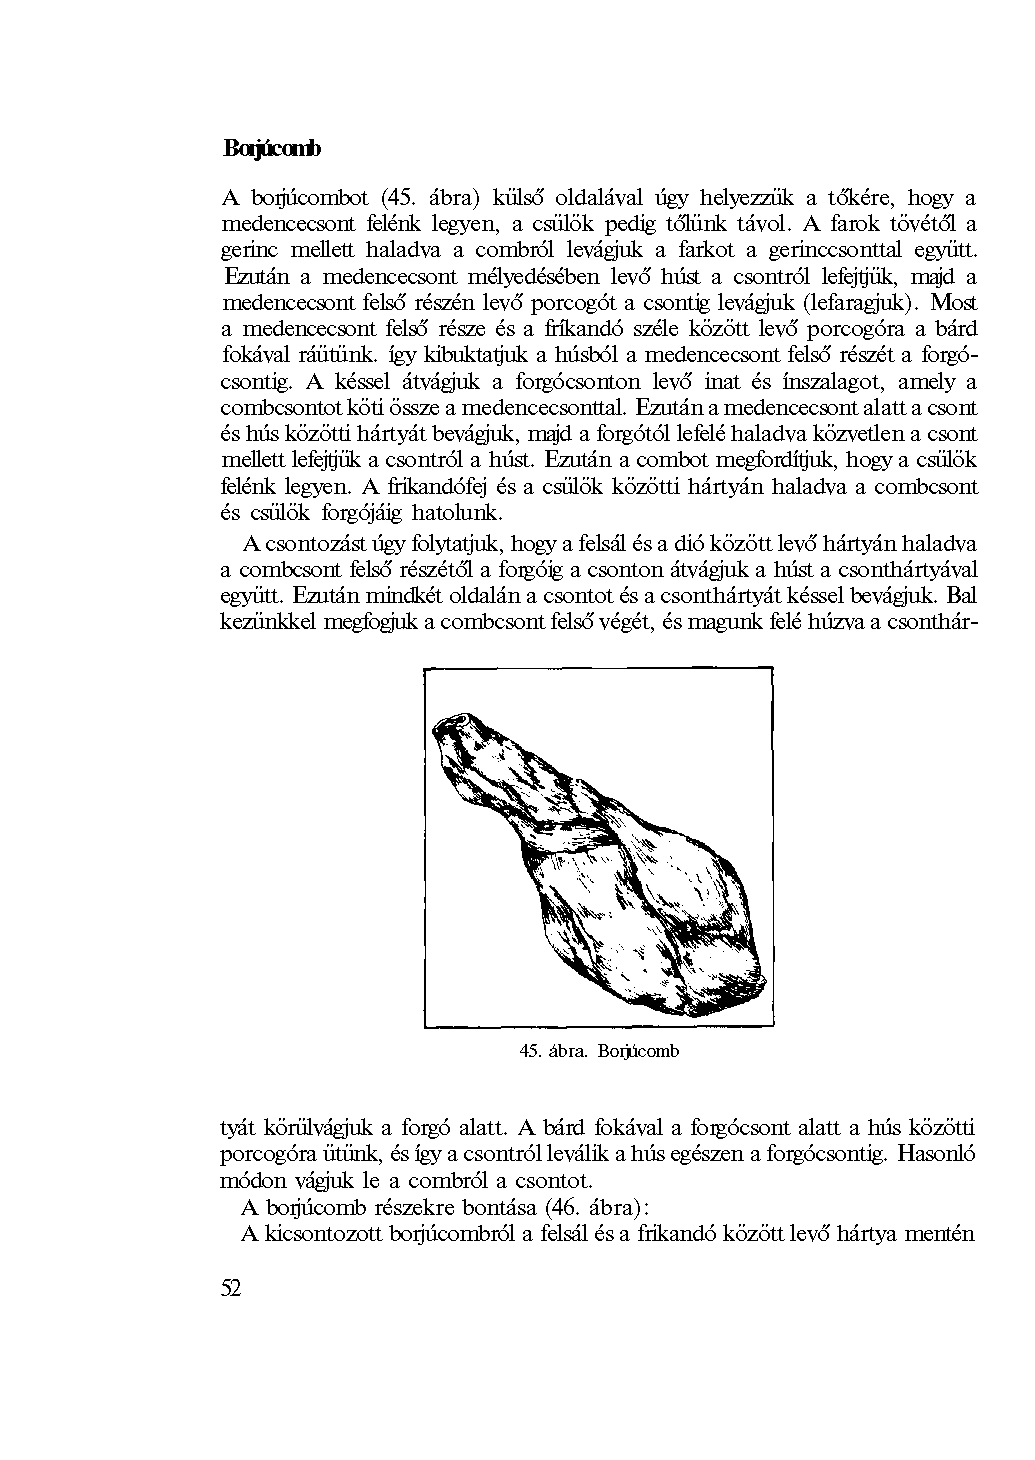 Borjúcomb
A borjúcombot (45. ábra) külső oldalával úgy helyezzük a tőkére, hogy a
medencecsont felénk legyen, a csülök pedig tőlünk távol. A farok tövétől a
gerinc mellett haladva a combról levágjuk a farkot a gerinccsonttal együtt.
Ezután a medencecsont mélyedésében levő húst a csontról lefejtjük, majd a
medencecsont felső részén levő porcogót a csontig levágjuk (lefaragjuk). Most
a medencecsont felső része és a fríkandó széle között levő porcogóra a bárd
fokával ráütünk. így kibuktatjuk a húsból a medencecsont felső részét a forgó-
csontig. A késsel átvágjuk a forgócsonton levő inat és ínszalagot, amely a
combcsontot köti össze a medencecsonttal. Ezután a medencecsont alatt a csont
és hús közötti hártyát bevágjuk, majd a forgótól lefelé haladva közvetlen a csont
mellett lefejtjük a csontról a húst. Ezután a combot megfordítjuk, hogy a csülök
felénk legyen. A frikandófej és a csülök közötti hártyán haladva a combcsont
és csülök forgójáig hatolunk.
A csontozást úgy folytatjuk, hogy a felsál és a dió között levő hártyán haladva
a combcsont felső részétől a forgóig a csonton átvágjuk a húst a csonthártyával
együtt. Ezután mindkét oldalán a csontot és a csonthártyát késsel bevágjuk. Bal
kezünkkel megfogjuk a combcsont felső végét, és magunk felé húzva a csonthár-
45. ábra. Borjúcomb
tyát körülvágjuk a forgó alatt. A bárd fokával a forgócsont alatt a hús közötti
porcogóra ütünk, és így a csontról leválik a hús egészen a forgócsontig. Hasonló
módon vágjuk le a combról a csontot.
A borjúcomb részekre bontása (46. ábra):
A kicsontozott borjúcombról a felsál és a frikandó között levő hártya mentén
52